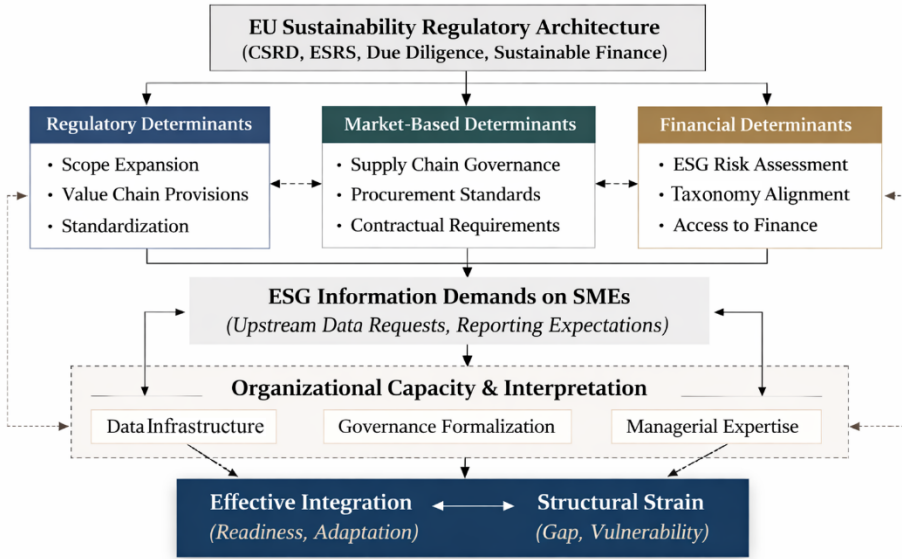 EU Sustainability Regulatory Architecture
(CSRD, ESRS, Due Diligence, Sustainable Finance)
Regulatory Determinants
• Scope Expansion
• Value Chain Provisions
• Standardization
Market-Based Determinants
• Supply Chain Governance
• Procurement Standards
• Contractual Requirements
Financial Determinants
• ESG Risk Assessment
• Taxonomy Alignment
• Access to Finance
ESG Information Demands on SMEs
(Upstream Data Requests, Reporting Expectations)
Organizational Capacity & Interpretation
Data Infrastructure
Governance Formalization
Managerial Expertise
Effective Integration
(Readiness, Adaptation)
Structural Strain
(Gap, Vulnerability)